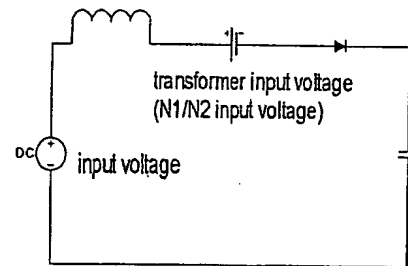 transformer input voltage
(N1/N2 input voltage)
DC
+
-
input voltage